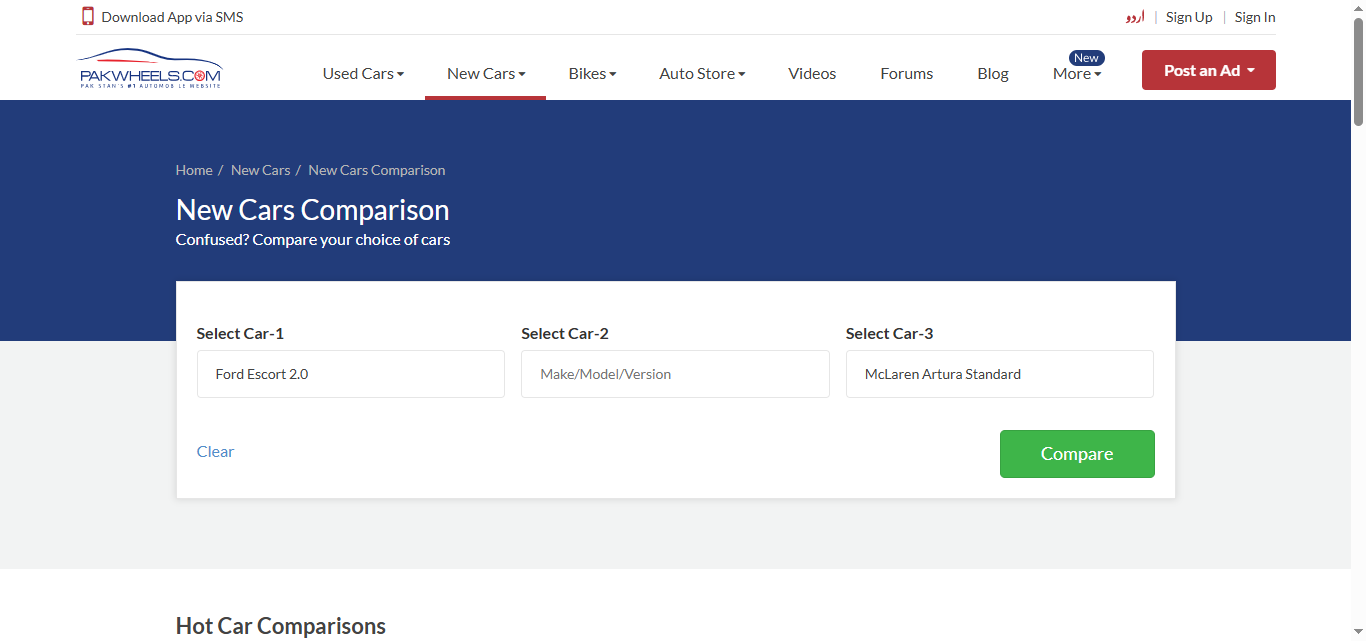 Download App via SMS
اردو | Sign Up | Sign In
PAKWHEELS.COM
PAKISTAN'S #1 AUTOMOBILE WEBSITE
Used Cars
New Cars
Bikes
Auto Store
Videos
Forums
Blog
New
More
Post an Ad
Home / New Cars / New Cars Comparison
New Cars Comparison
Confused? Compare your choice of cars
Select Car-1
Select Car-2
Select Car-3
Ford Escort 2.0
Make/Model/Version
McLaren Artura Standard
Clear
Compare
Hot Car Comparisons